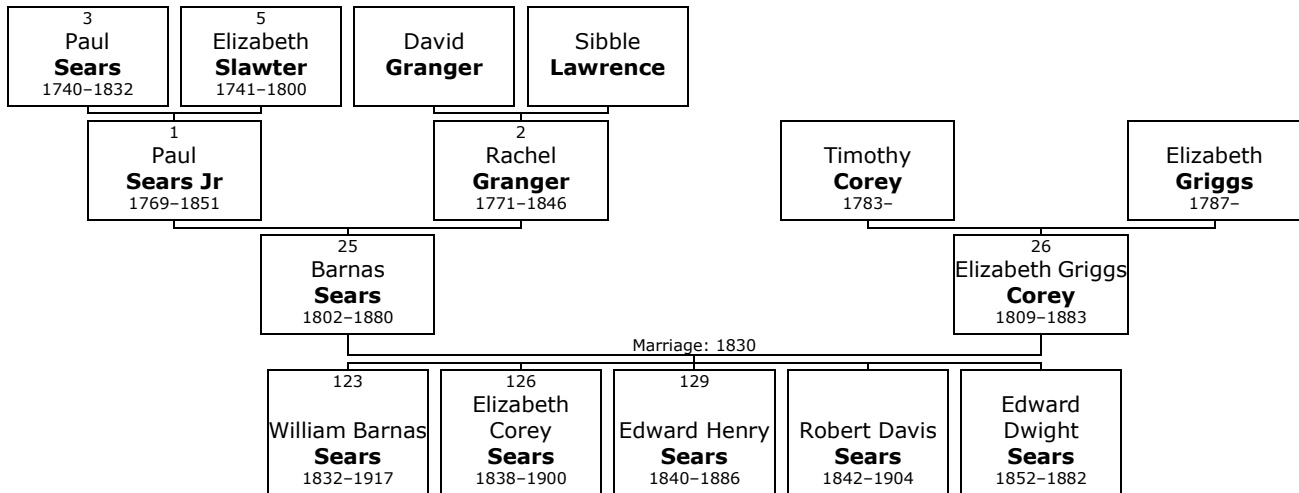 3
Paul
Sears
1740–1832
5
Elizabeth
Slawter
1741–1800
David
Granger
Sibble
Lawrence
1
Paul
Sears Jr
1769–1851
2
Rachel
Granger
1771–1846
Timothy
Corey
1783–
Elizabeth
Griggs
1787–
25
Barnas
Sears
1802–1880
26
Elizabeth Griggs
Corey
1809–1883
Marriage: 1830
123
William Barnas
Sears
1832–1917
126
Elizabeth
Corey
Sears
1838–1900
129
Edward Henry
Sears
1840–1886
Robert Davis
Sears
1842–1904
Edward
Dwight
Sears
1852–1882